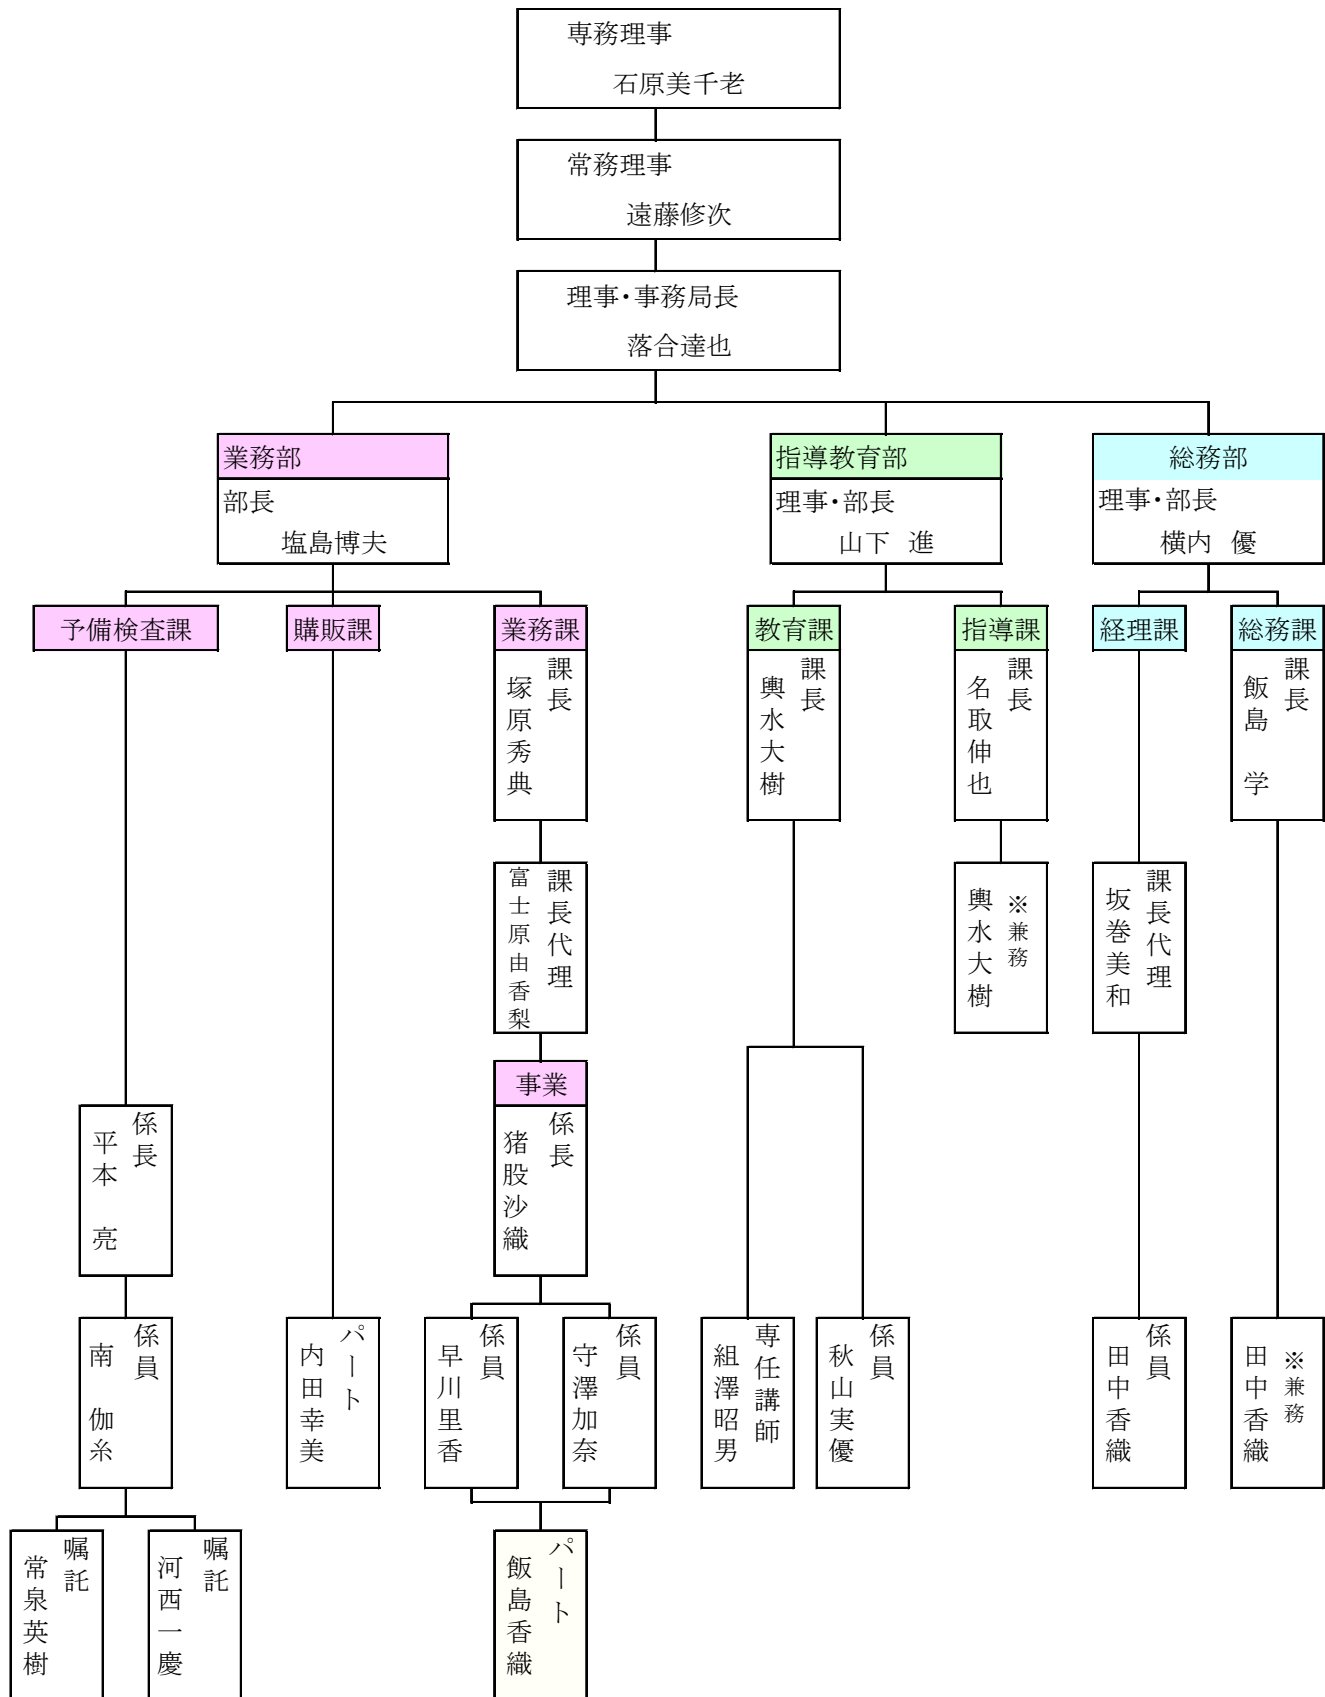 専務理事
石原美千老
常務理事
遠藤修次
理事・事務局長
落合達也
業務部
部長
塩島博夫
指導教育部
理事・部長
山下 進
総務部
理事・部長
横内 優
予備検査課
購販課
業務課
課長
塚原秀典
教育課
課長
輿水大樹
指導課
課長
名取伸也
経理課
総務課
課長
飯島 学
課長代理
富士原由香梨
※兼務
輿水大樹
課長代理
坂巻美和
事業
係長
猪股沙織
係長
平本 亮
係員
南 伽糸
パート
内田幸美
係員
早川里香
係員
守澤加奈
専任講師
組澤昭男
係員
秋山実優
係員
田中香織
※兼務
田中香織
嘱託
常泉英樹
嘱託
河西一慶
パート
飯島香織